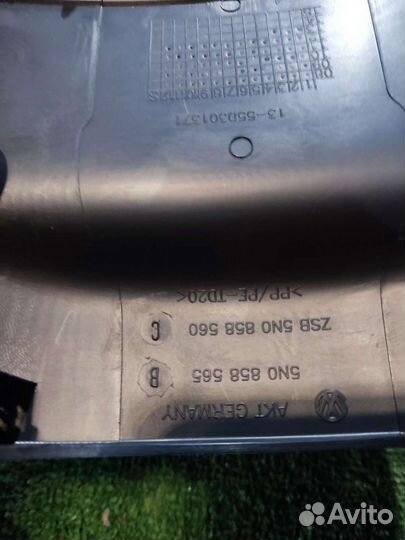 AKT GERMANY
5N0 858 565 B
ZSB 5N0 858 560 C
>PP/PE-TD20<
13-55D301371
Avito